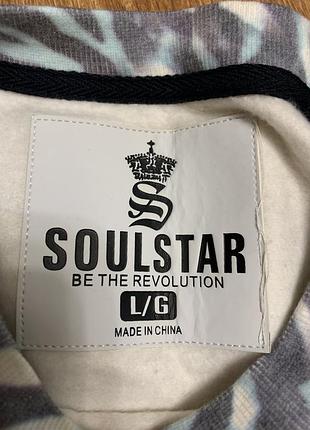 S
SOULSTAR
BE THE REVOLUTION
L/G
MADE IN CHINA